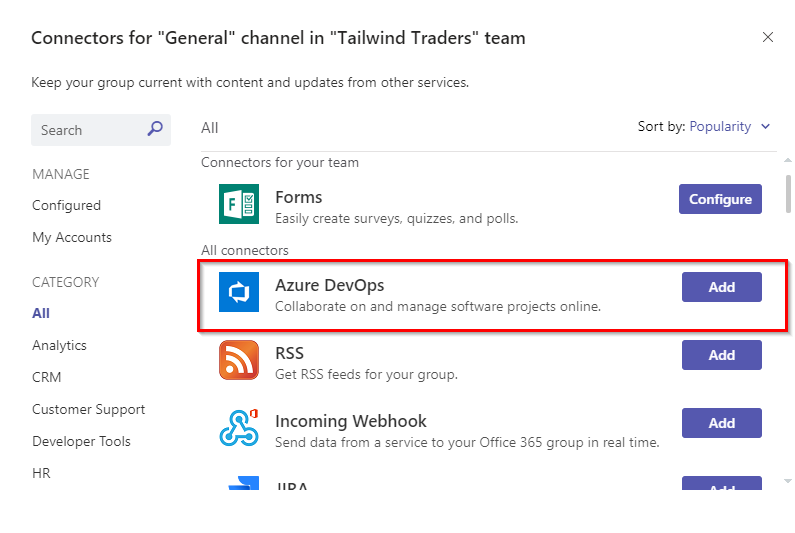 Connectors for "General" channel in "Tailwind Traders" team
Keep your group current with content and updates from other services.
Search
MANAGE
Configured
My Accounts
CATEGORY
All
Analytics
CRM
Customer Support
Developer Tools
HR
All
Sort by: Popularity
Connectors for your team
Forms
Easily create surveys, quizzes, and polls.
Configure
All connectors
Azure DevOps
Collaborate on and manage software projects online.
Add
RSS
Get RSS feeds for your group.
Add
Incoming Webhook
Send data from a service to your Office 365 group in real time.
Add
JIRA
Add